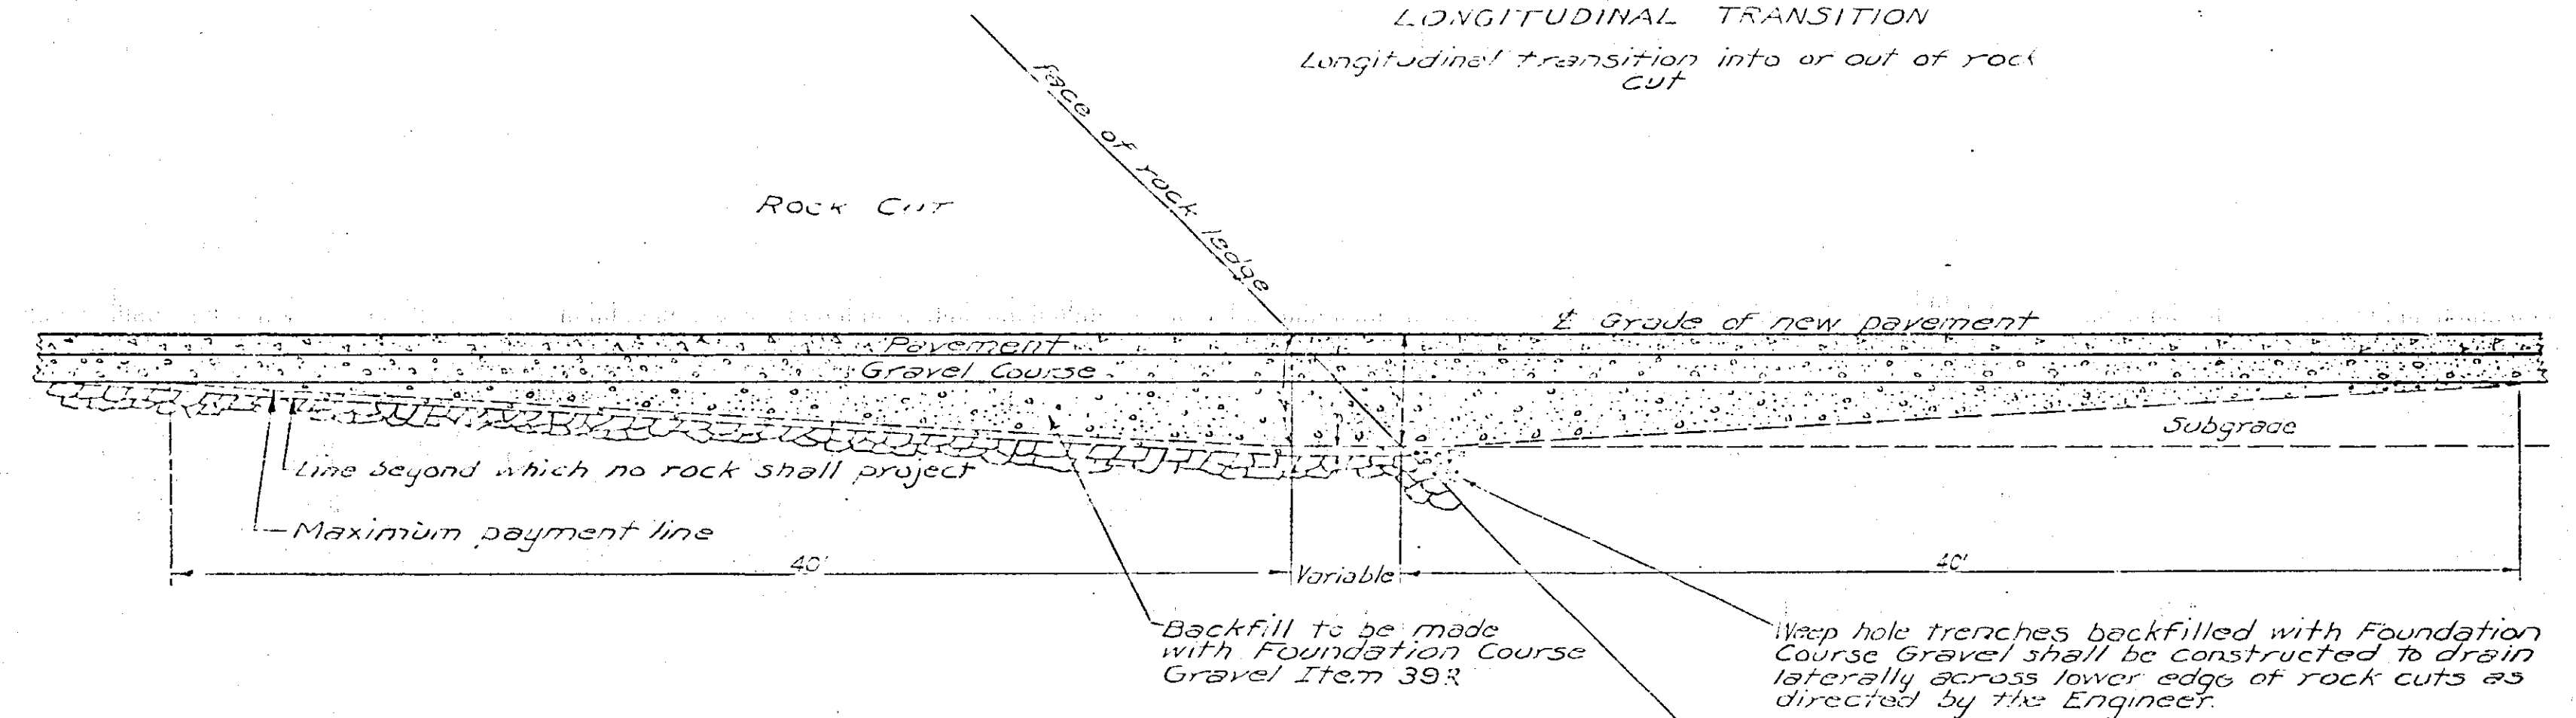 LONGITUDINAL TRANSITION
Longitudinal transition into or out of rock
cut
Face of rock ledge
ROCK CUT
℄ Grade of new pavement
Pavement
Gravel Course
Subgrade
Line beyond which no rock shall project
Maximum payment line
40'
Variable
40'
Backfill to be made
with Foundation Course
Gravel Item 39R
Weep hole trenches backfilled with Foundation
Course Gravel shall be constructed to drain
laterally across lower edge of rock cuts as
directed by the Engineer.